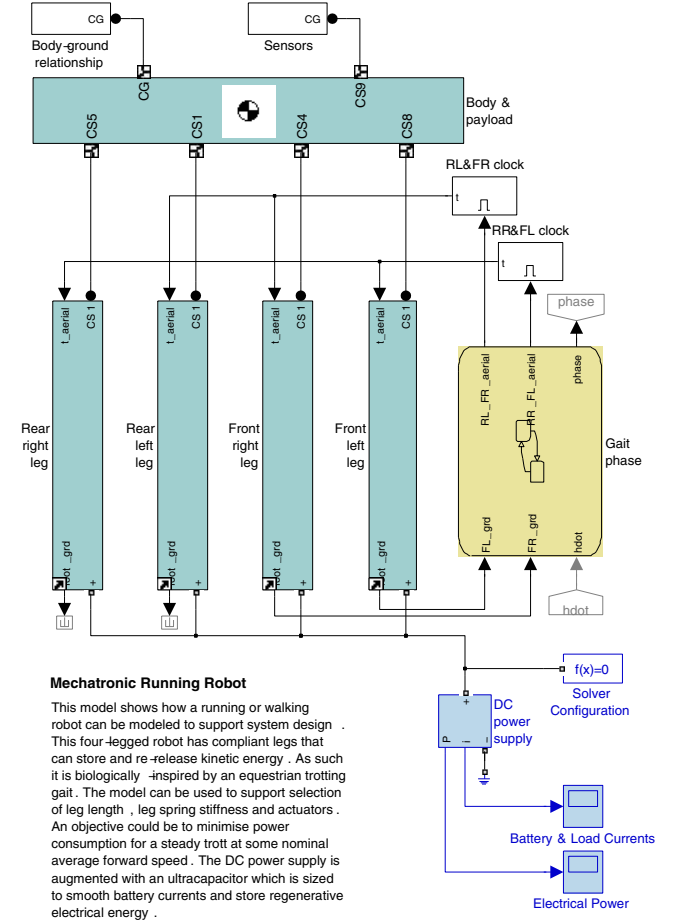 CG
CG
Body-ground
relationship
Sensors
CG
CS9
CS5
CS1
CS4
CS8
Body &
payload
RL&FR clock
t
RR&FL clock
t
phase
t_aerial
CS 1
t_aerial
CS 1
t_aerial
CS 1
t_aerial
CS 1
RL_FR_aerial
RR_FL_aerial
phase
Rear
right
leg
Rear
left
leg
Front
right
leg
Front
left
leg
Gait
phase
oot_grd
+
oot_grd
+
oot_grd
+
oot_grd
+
FL_grd
FR_grd
hdot
hdot
f(x)=0
Solver
Configuration
+
DC
power
supply
P
i
–
Battery & Load Currents
Electrical Power
Mechatronic Running Robot
This model shows how a running or walking
robot can be modeled to support system design .
This four-legged robot has compliant legs that
can store and re-release kinetic energy . As such
it is biologically -inspired by an equestrian trotting
gait . The model can be used to support selection
of leg length , leg spring stiffness and actuators .
An objective could be to minimise power
consumption for a steady trott at some nominal
average forward speed . The DC power supply is
augmented with an ultracapacitor which is sized
to smooth battery currents and store regenerative
electrical energy .